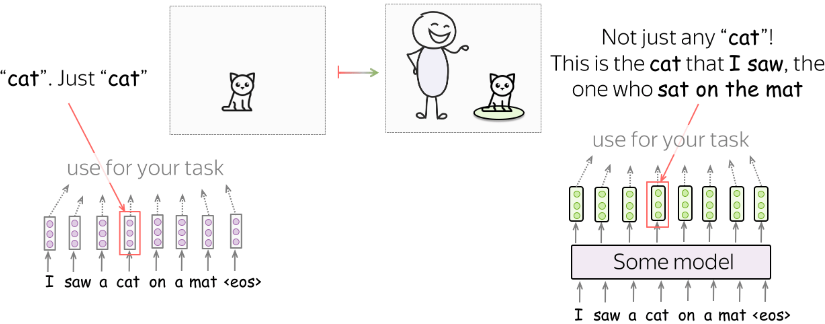 "cat". Just "cat"
use for your task
I saw a cat on a mat <eos>
Not just any "cat"!
This is the cat that I saw, the
one who sat on the mat
use for your task
Some model
I saw a cat on a mat <eos>